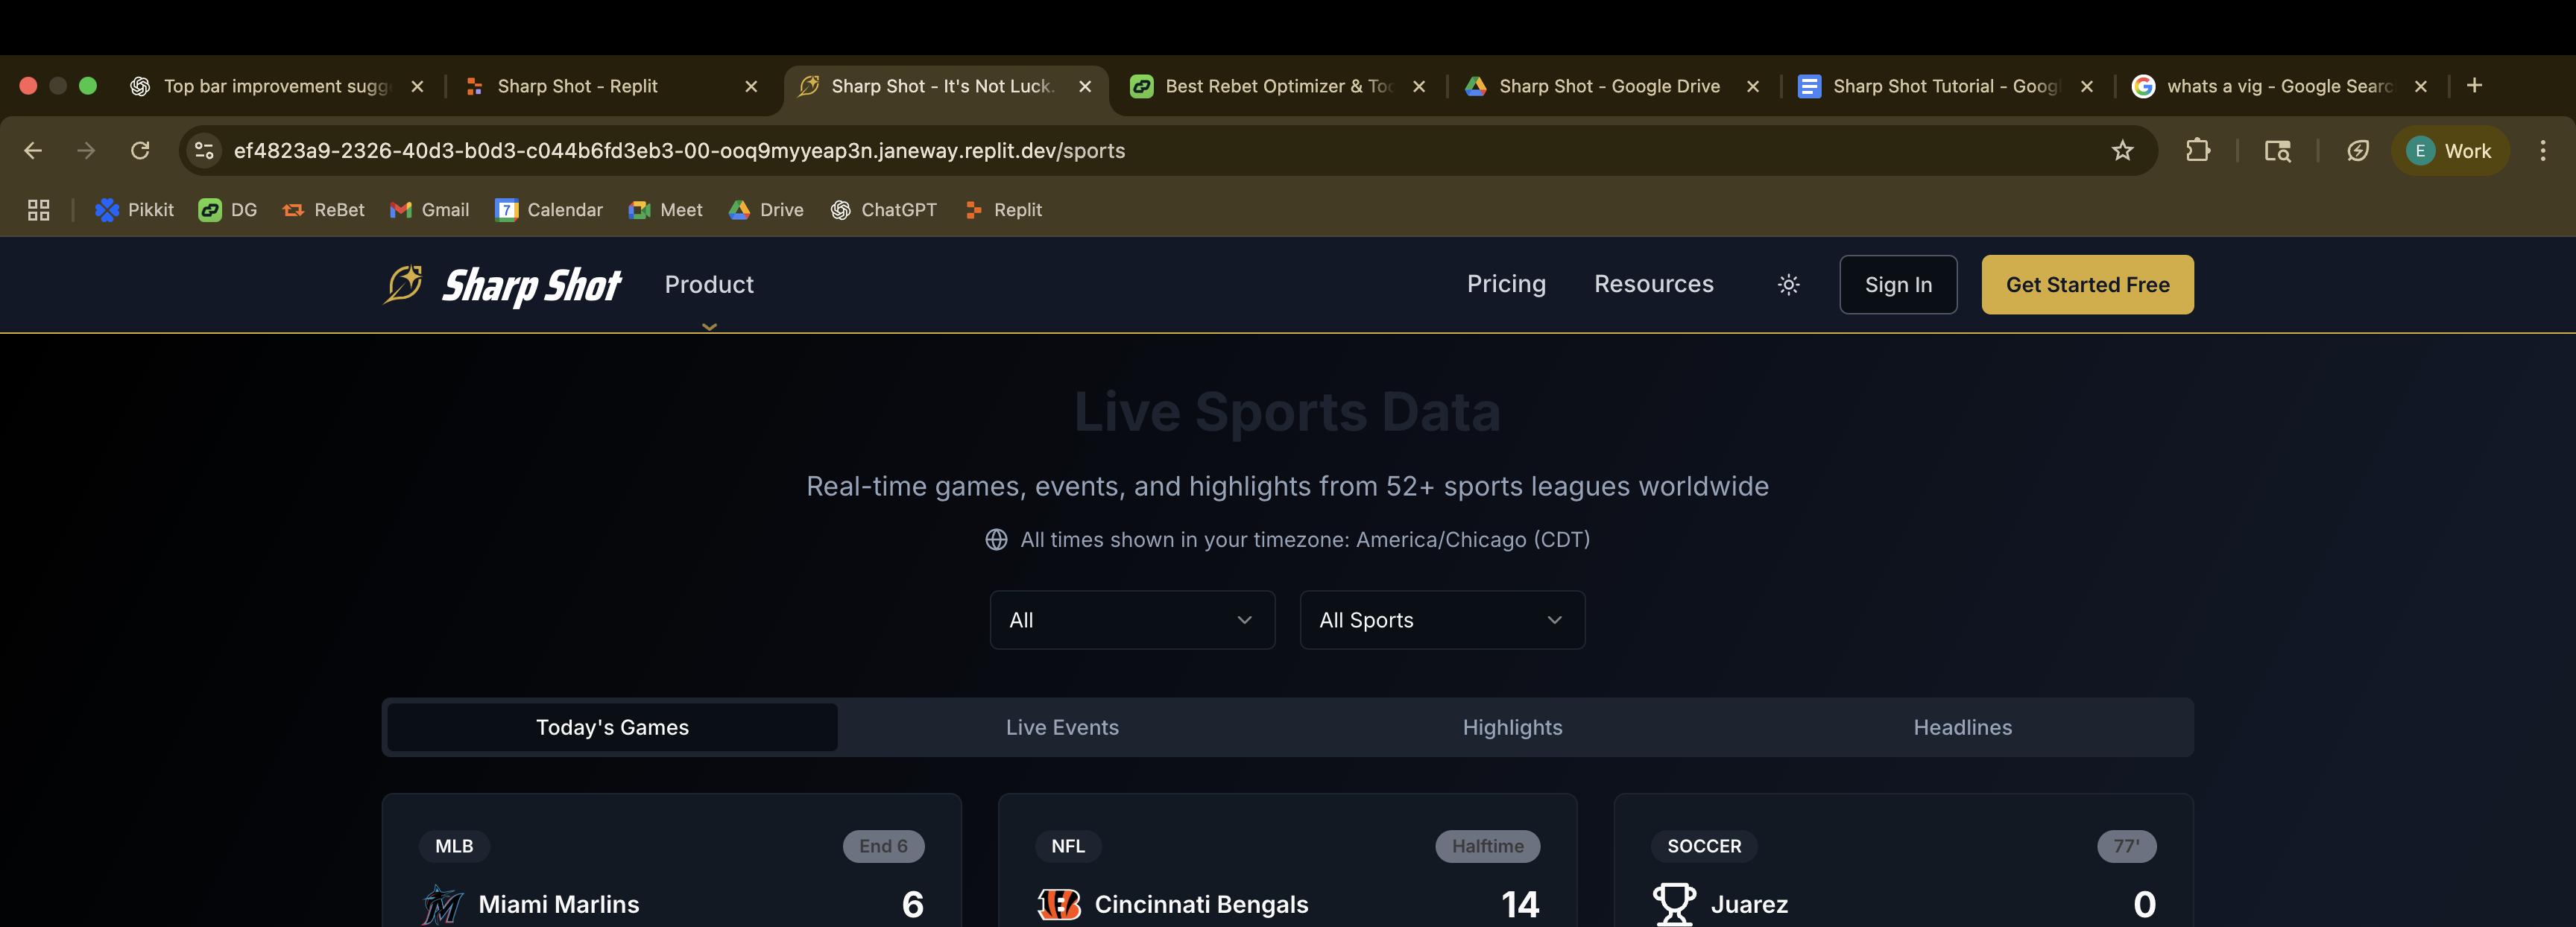 Top bar improvement sugg
Sharp Shot - Replit
Sharp Shot - It's Not Luck.
Best Rebet Optimizer & Too
Sharp Shot - Google Drive
Sharp Shot Tutorial - Googl
whats a vig - Google Searc
ef4823a9-2326-40d3-b0d3-c044b6fd3eb3-00-ooq9myyeap3n.janeway.replit.dev/sports
E Work
Pikkit DG ReBet Gmail 7 Calendar Meet Drive ChatGPT Replit
Sharp Shot Product Pricing Resources Sign In Get Started Free
Live Sports Data
Real-time games, events, and highlights from 52+ sports leagues worldwide
All times shown in your timezone: America/Chicago (CDT)
All All Sports
Today's Games Live Events Highlights Headlines
MLB End 6
Miami Marlins 6
NFL Halftime
Cincinnati Bengals 14
SOCCER 77'
Juarez 0